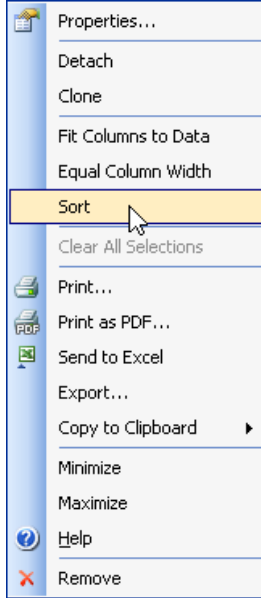 Properties...
Detach
Clone
Fit Columns to Data
Equal Column Width
Sort
Clear All Selections
Print...
PDF Print as PDF...
Send to Excel
Export...
Copy to Clipboard
Minimize
Maximize
Help
Remove